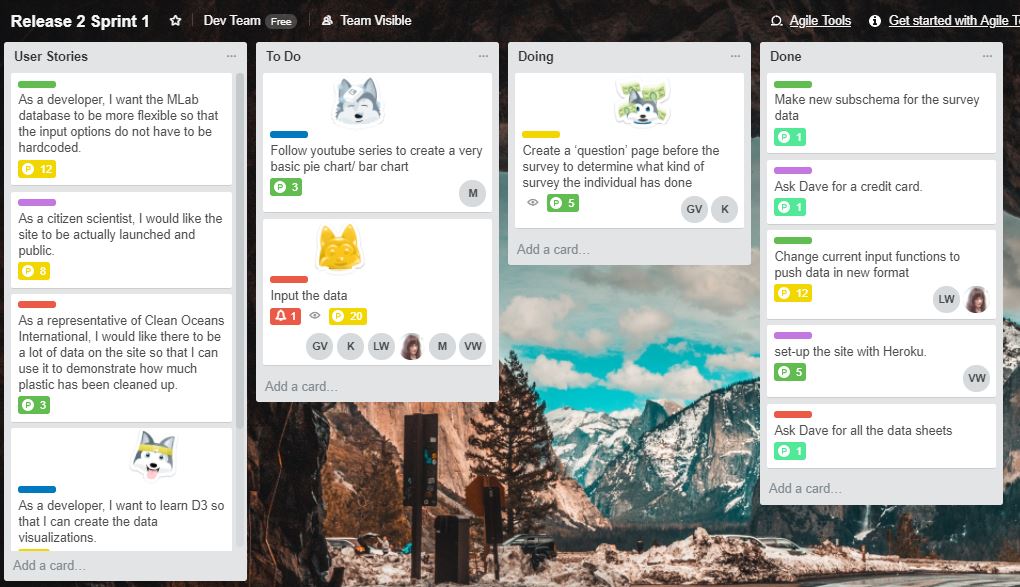 Release 2 Sprint 1
Dev Team Free
Team Visible
Agile Tools
Get started with Agile
User Stories
As a developer, I want the MLab
database to be more flexible so that
the input options do not have to be
hardcoded.
P 12
As a citizen scientist, I would like the
site to be actually launched and
public.
P 8
As a representative of Clean Oceans
International, I would like there to be
a lot of data on the site so that I can
use it to demonstrate how much
plastic has been cleaned up.
P 3
As a developer, I want to learn D3 so
that I can create the data
visualizations.
Add a card…
To Do
Follow youtube series to create a very
basic pie chart/ bar chart
P 3
M
Input the data
1 P 20
GV K LW M VW
Add a card…
Doing
Create a ‘question’ page before the
survey to determine what kind of
survey the individual has done
P 5
GV K
Add a card…
Done
Make new subschema for the survey
data
P 1
Ask Dave for a credit card.
P 1
Change current input functions to
push data in new format
P 12
LW
set-up the site with Heroku.
P 5
VW
Ask Dave for all the data sheets
P 1
Add a card…